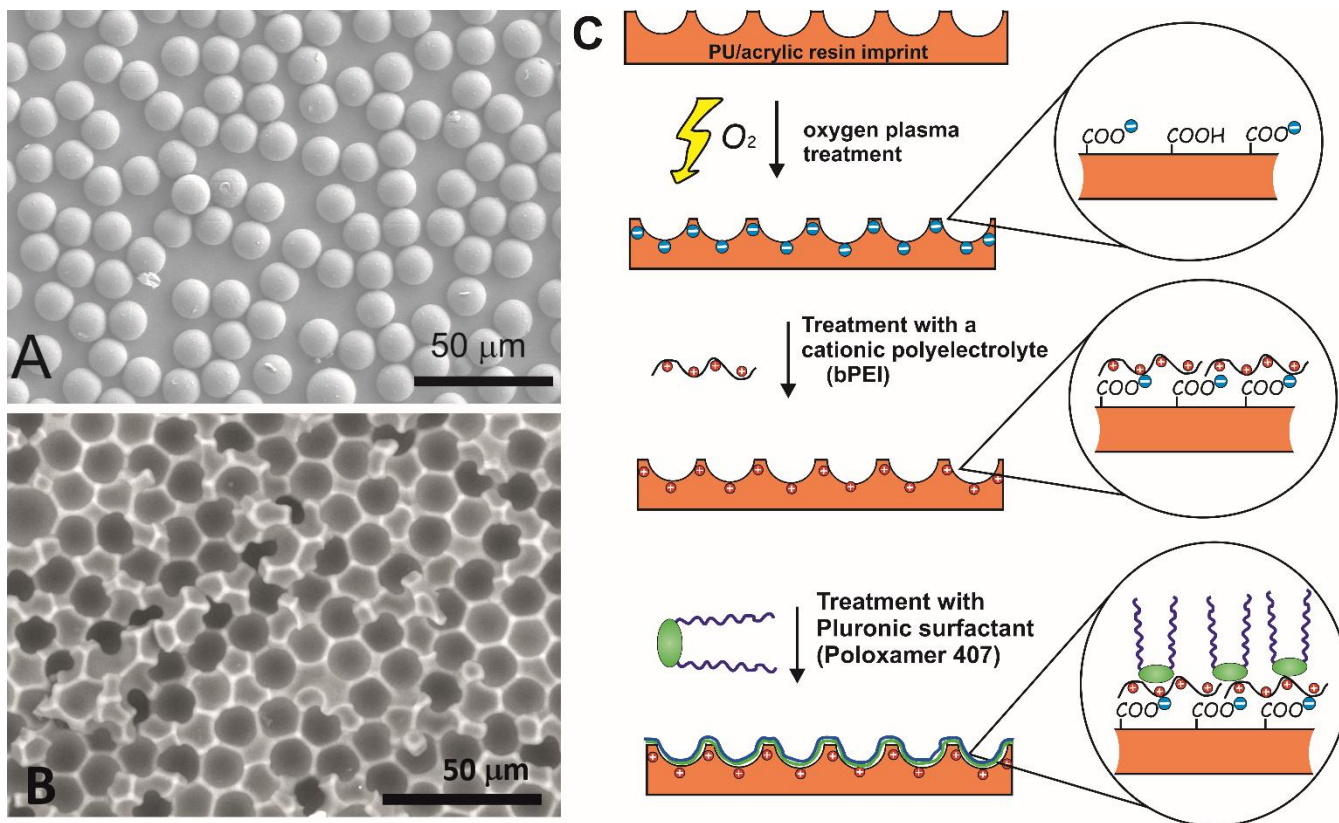 A
50 μm
B
50 μm
C
PU/acrylic resin imprint
O₂
oxygen plasma
treatment
COO⊖
COOH
COO⊖
Treatment with a
cationic polyelectrolyte
(bPEI)
COO⊖
COO⊖
COO⊖
Treatment with
Pluronic surfactant
(Poloxamer 407)
COO⊖
COO⊖
COO⊖